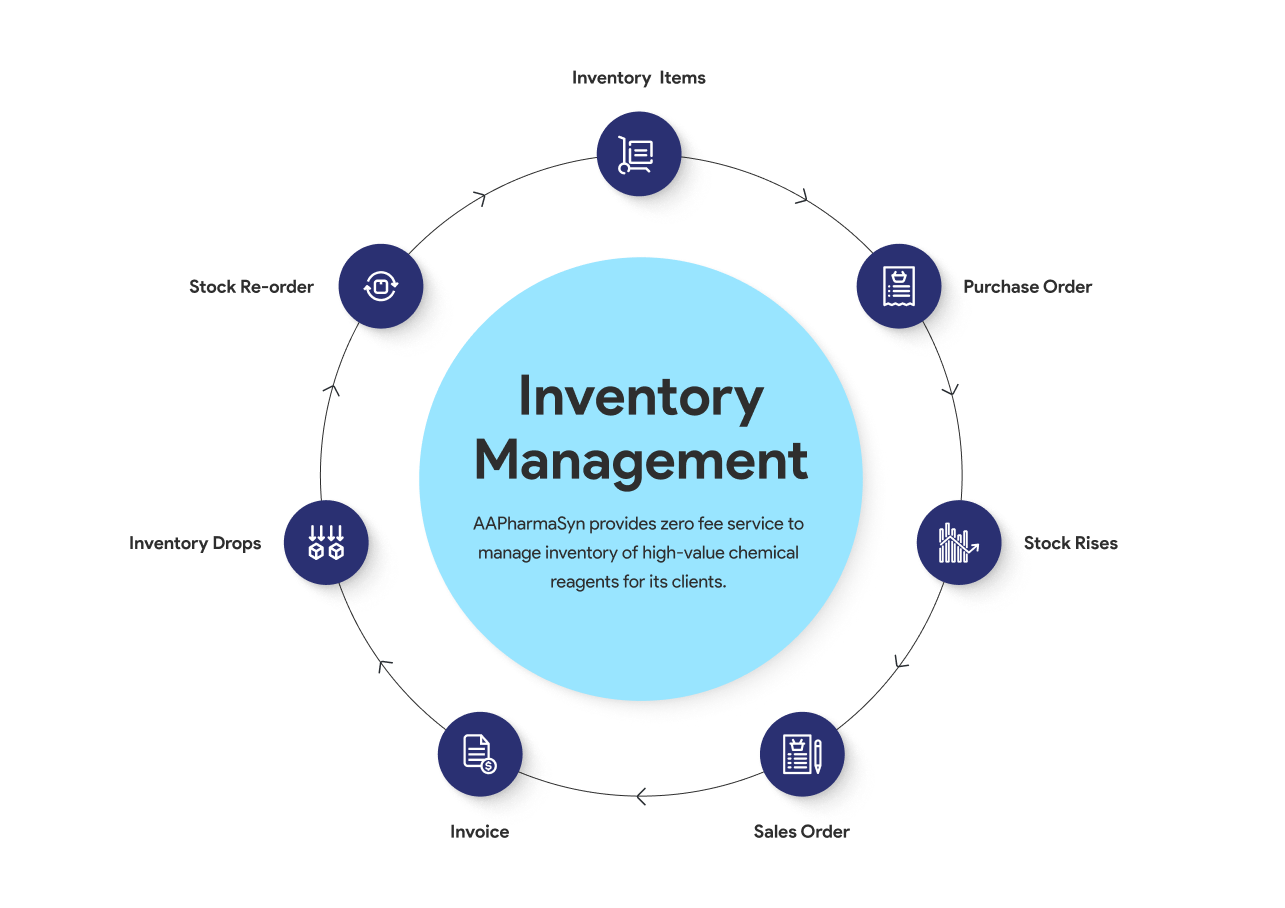 Inventory Items
Stock Re-order
Purchase Order
Inventory
Management
AAPharmaSyn provides zero fee service to
manage inventory of high-value chemical
reagents for its clients.
Inventory Drops
Stock Rises
$
Invoice
Sales Order